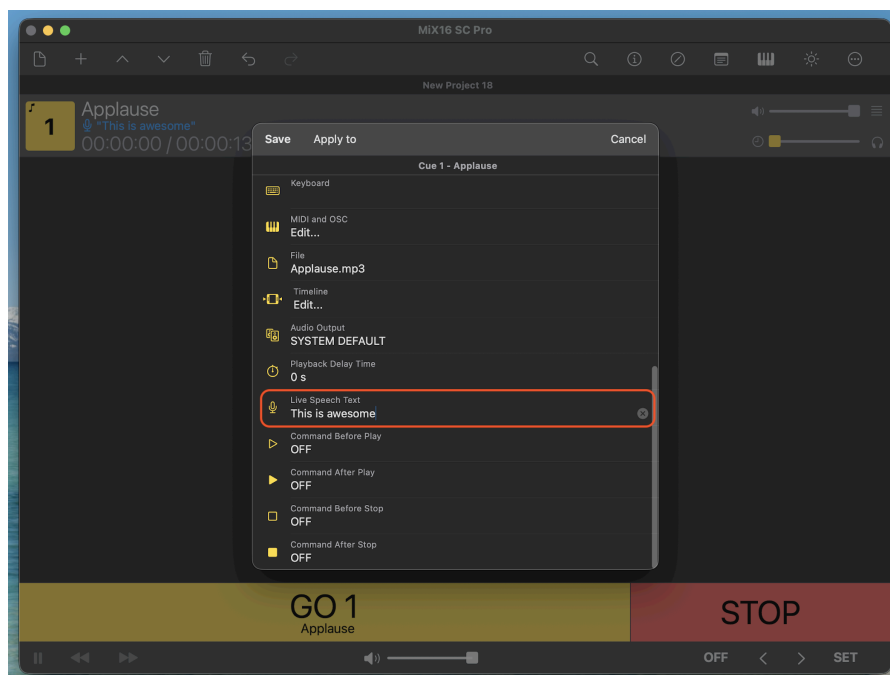 MiX16 SC Pro
New Project 18
1
Applause
"This is awesome"
00:00:00 / 00:00:13
Save Apply to Cancel
Cue 1 - Applause
Keyboard
MIDI and OSC
Edit...
File
Applause.mp3
Timeline
Edit...
Audio Output
SYSTEM DEFAULT
Playback Delay Time
0 s
Live Speech Text
This is awesome
Command Before Play
OFF
Command After Play
OFF
Command Before Stop
OFF
Command After Stop
OFF
GO 1
Applause
STOP
OFF < > SET